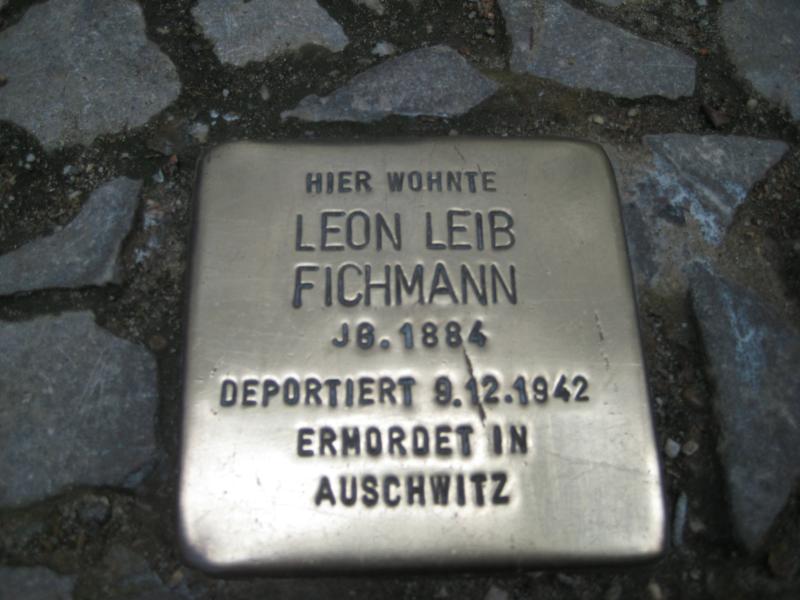 HIER WOHNTE
LEON LEIB
FICHMANN
JG.1884
DEPORTIERT 9.12.1942
ERMORDET IN
AUSCHWITZ